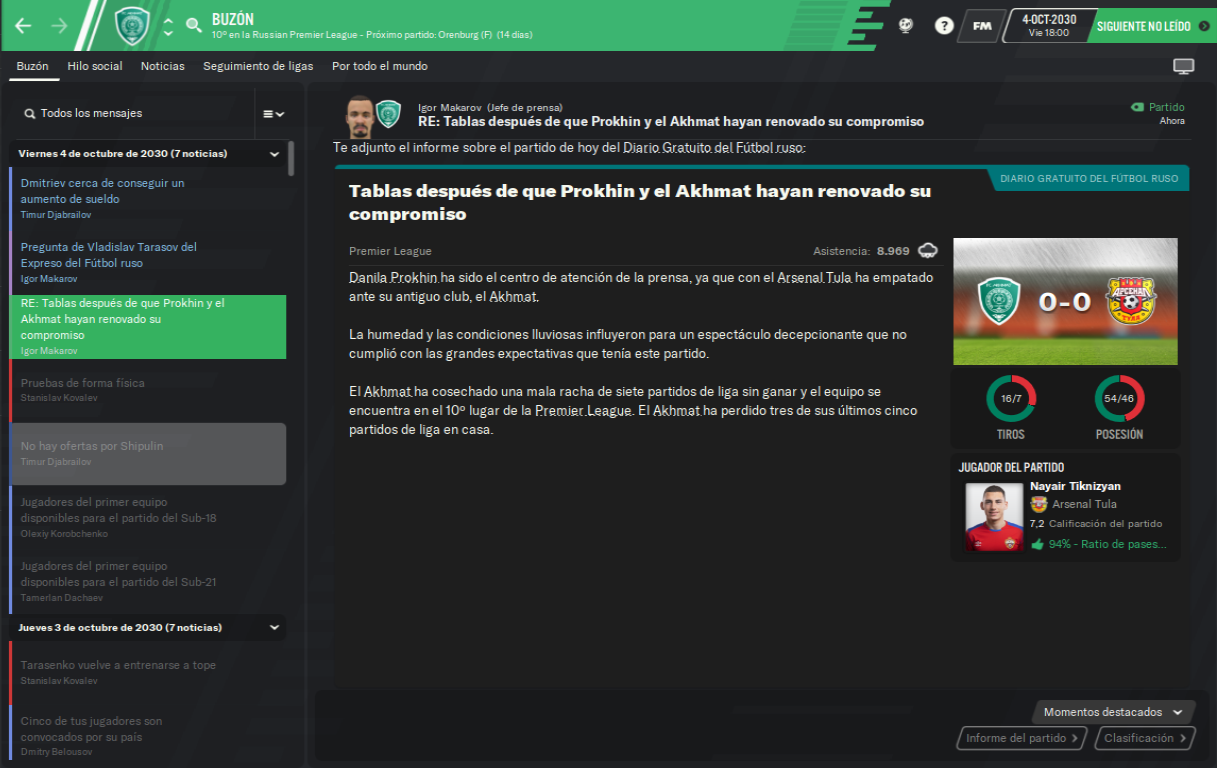 BUZÓN
10º en la Russian Premier League - Próximo partido: Orenburg (F) (14 días)
?
FM
4-OCT-2030
Vie 18:00
SIGUIENTE NO LEÍDO
Buzón
Hilo social
Noticias
Seguimiento de ligas
Por todo el mundo
Todos los mensajes
Viernes 4 de octubre de 2030 (7 noticias)
Dmitriev cerca de conseguir un
aumento de sueldo
Timur Djabrailov
Pregunta de Vladislav Tarasov del
Expreso del Fútbol ruso
Igor Makarov
RE: Tablas después de que Prokhin y el
Akhmat hayan renovado su
compromiso
Igor Makarov
Pruebas de forma física
Stanislav Kovalev
No hay ofertas por Shipulin
Timur Djabrailov
Jugadores del primer equipo
disponibles para el partido del Sub-18
Olexiy Korobchenko
Jugadores del primer equipo
disponibles para el partido del Sub-21
Tamerlan Dachaev
Jueves 3 de octubre de 2030 (7 noticias)
Tarasenko vuelve a entrenarse a tope
Stanislav Kovalev
Cinco de tus jugadores son
convocados por su país
Dmitry Belousov
Igor Makarov (Jefe de prensa)
RE: Tablas después de que Prokhin y el Akhmat hayan renovado su compromiso
Partido
Ahora
Te adjunto el informe sobre el partido de hoy del Diario Gratuito del Fútbol ruso:
DIARIO GRATUITO DEL FÚTBOL RUSO
Tablas después de que Prokhin y el Akhmat hayan renovado su
compromiso
Premier League
Asistencia: 8.969
Danila Prokhin ha sido el centro de atención de la prensa, ya que con el Arsenal Tula ha empatado
ante su antiguo club, el Akhmat.
La humedad y las condiciones lluviosas influyeron para un espectáculo decepcionante que no
cumplió con las grandes expectativas que tenía este partido.
El Akhmat ha cosechado una mala racha de siete partidos de liga sin ganar y el equipo se
encuentra en el 10º lugar de la Premier League. El Akhmat ha perdido tres de sus últimos cinco
partidos de liga en casa.
0-0
АРСЕНАЛ
ТУЛА
16/7
TIROS
54/46
POSESIÓN
JUGADOR DEL PARTIDO
Nayair Tiknizyan
Arsenal Tula
7,2 Calificación del partido
94% - Ratio de pases...
Momentos destacados
Informe del partido
Clasificación